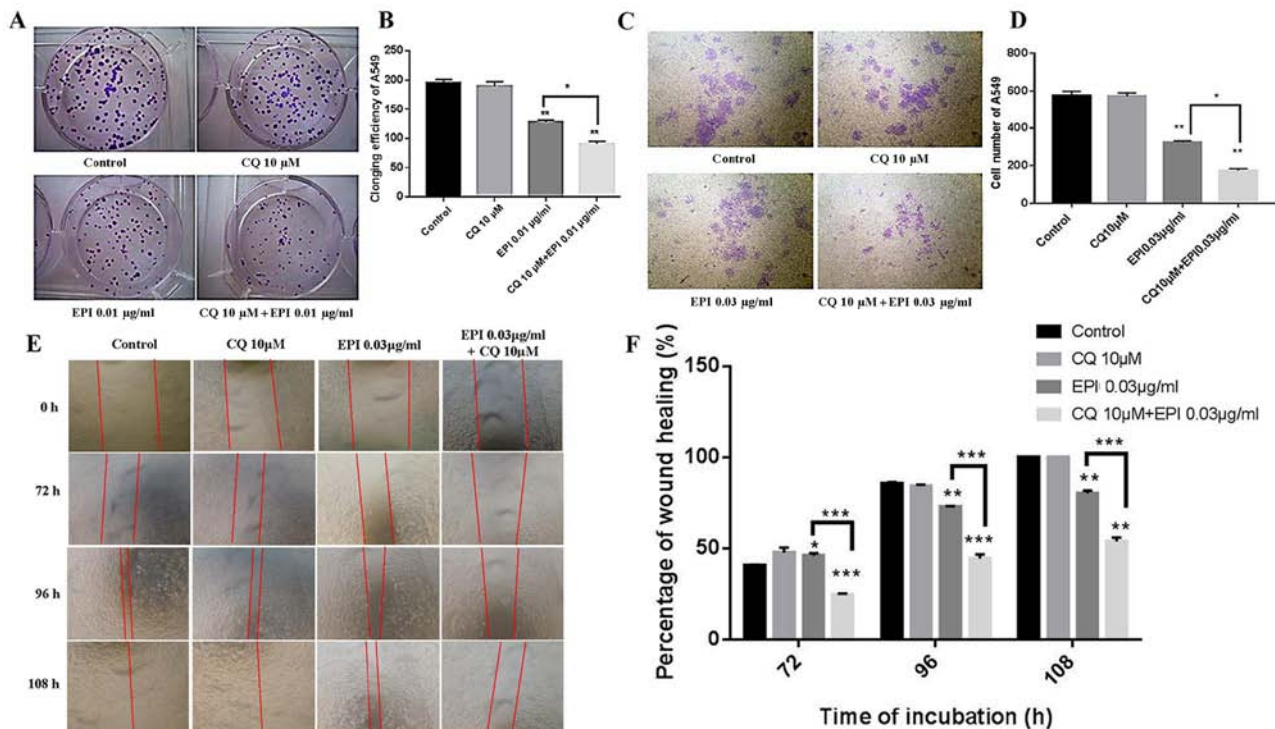 A
Control
CQ 10 μM
EPI 0.01 μg/ml
CQ 10 μM+EPI 0.01 μg/ml
B
Clonging efficiency of A549
250
200
150
100
50
0
*
**
**
Control
CQ 10 μM
EPI 0.01 μg/ml
CQ 10 μM+EPI 0.01 μg/ml
C
Control
CQ 10 μM
EPI 0.03 μg/ml
CQ 10 μM+EPI 0.03 μg/ml
D
Cell number of A549
800
600
400
200
0
*
**
**
Control
CQ10μM
EPI0.03μg/ml
CQ10μM+EPI0.03μg/ml
E
Control
CQ 10μM
EPI 0.03μg/ml
EPI 0.03μg/ml
+ CQ 10μM
0 h
72 h
96 h
108 h
F
Control
CQ 10μM
EPI 0.03μg/ml
CQ 10μM+EPI 0.03μg/ml
Percentage of wound healing (%)
150
100
50
0
***
*
***
***
**
***
***
**
**
72
96
108
Time of incubation (h)